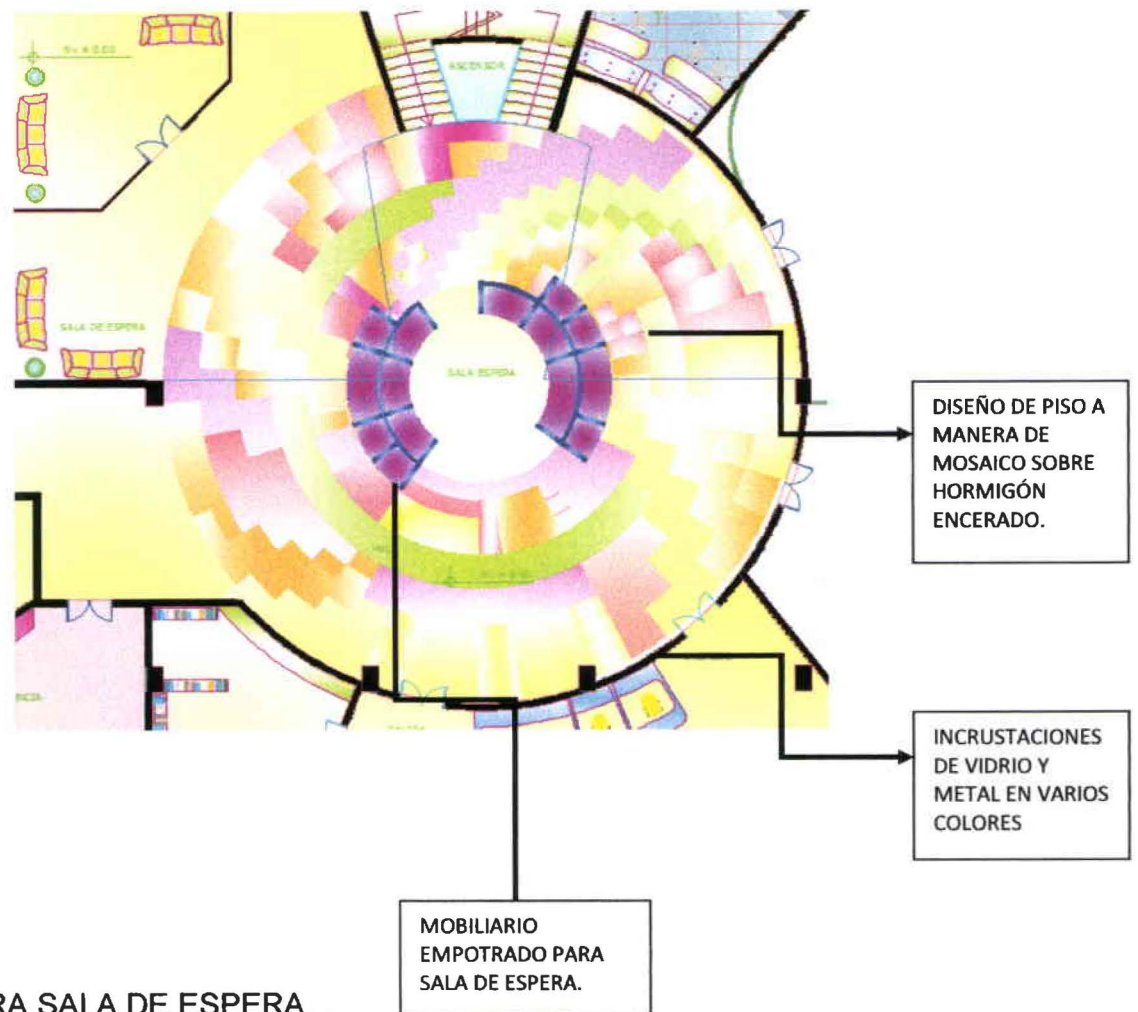 ASCENSOR
SALA DE ESPERA
SALA ESPERA
DISEÑO DE PISO A
MANERA DE
MOSAICO SOBRE
HORMIGÓN
ENCERADO.
INCRUSTACIONES
DE VIDRIO Y
METAL EN VARIOS
COLORES
MOBILIARIO
EMPOTRADO PARA
SALA DE ESPERA.
RA SALA DE ESPERA